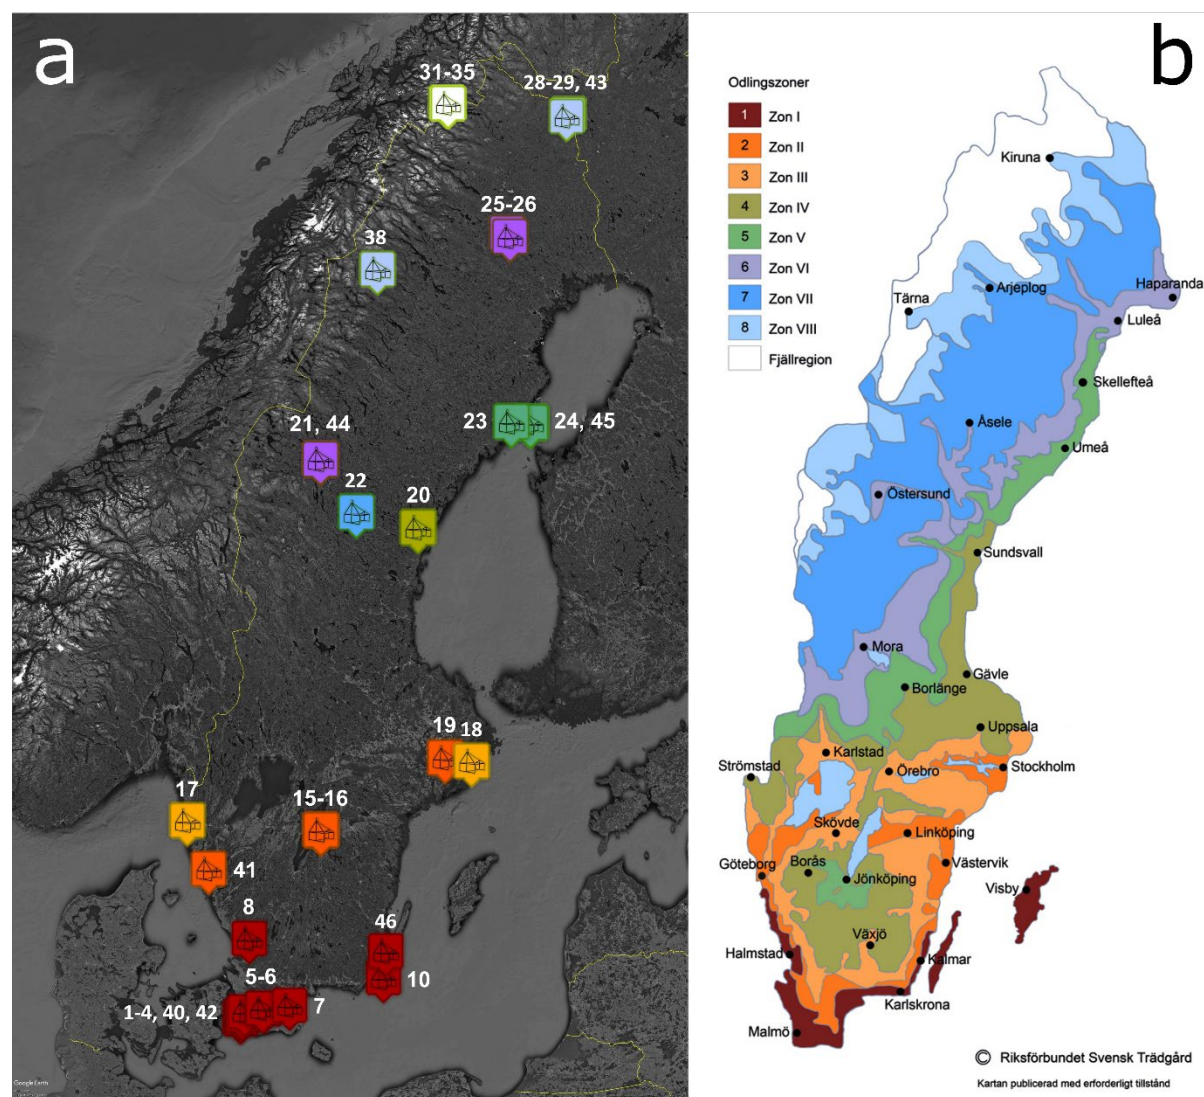 a
31-35
28-29, 43
25-26
38
23
24, 45
21, 44
22
20
19
18
17
15-16
41
8
46
10
5-6
7
1-4, 40, 42
Google Earth
b
Odlingszoner
1 Zon I
2 Zon II
3 Zon III
4 Zon IV
5 Zon V
6 Zon VI
7 Zon VII
8 Zon VIII
Fjällregion
Kiruna
Haparanda
Arjeplog
Tärna
Luleå
Skellefteå
Åsele
Umeå
Östersund
Sundsvall
Mora
Gävle
Borlänge
Uppsala
Karlstad
Strömstad
Örebro
Stockholm
Skövde
Linköping
Göteborg
Borås
Västervik
Jönköping
Visby
Växjö
Halmstad
Kalmar
Karlskrona
Malmö
© Riksförbundet Svensk Trädgård
Kartan publicerad med erforderligt tillstånd